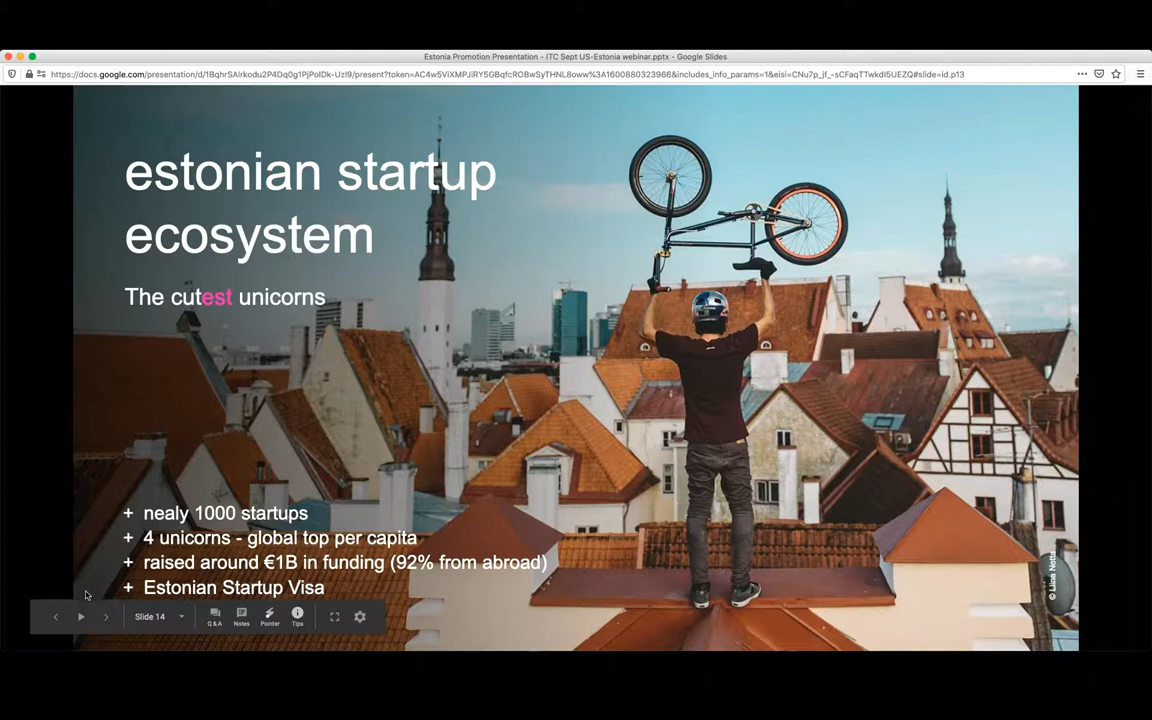 Estonia Promotion Presentation - ITC Sept US-Estonia webinar.pptx - Google Slides
estonian startup
ecosystem
The cutest unicorns
+ nealy 1000 startups
+ 4 unicorns - global top per capita
+ raised around €1B in funding (92% from abroad)
+ Estonian Startup Visa
Slide 14
Q & A
Notes
Pointer
Tips